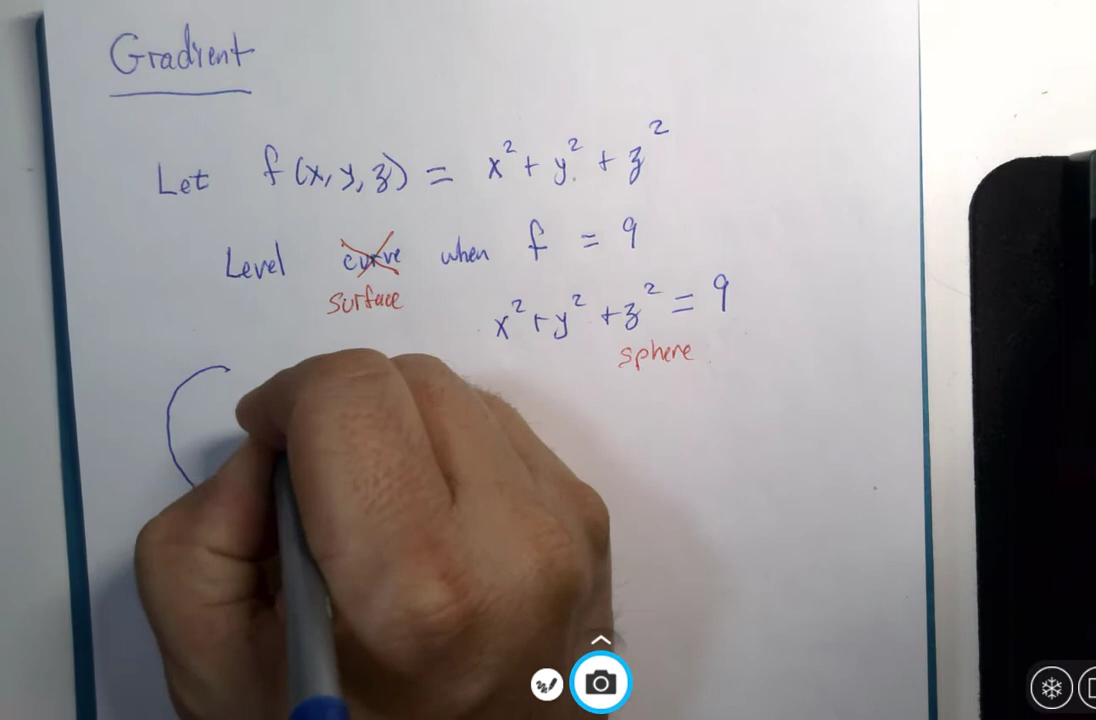 Gradient
Let f(x, y, z) = x² + y² + z²
Level curve when f = 9
surface
x² + y² + z² = 9
sphere